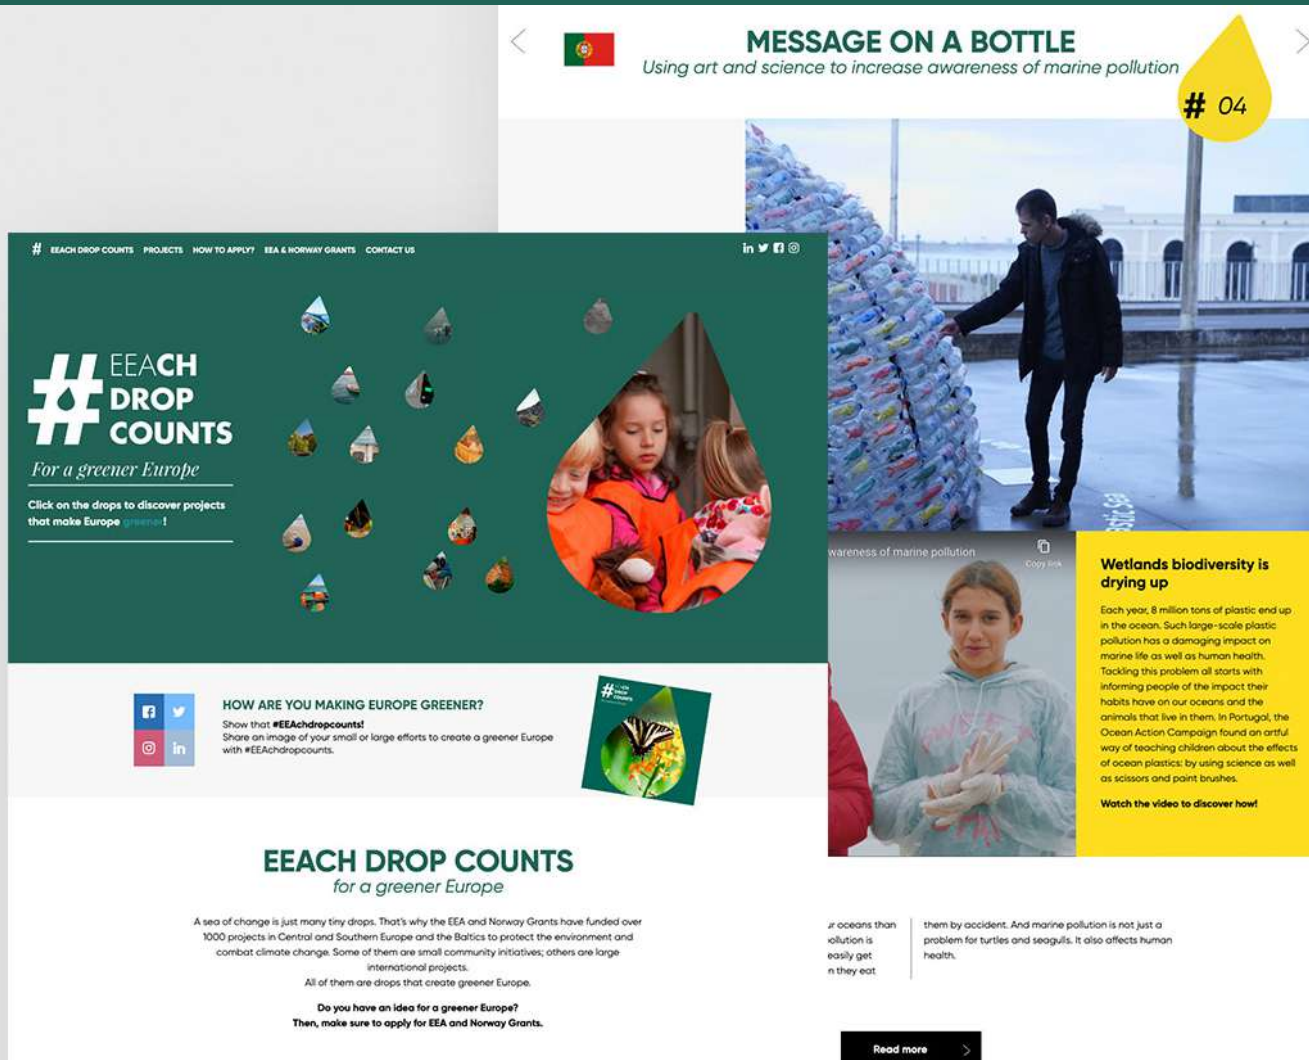 MESSAGE ON A BOTTLE
Using art and science to increase awareness of marine pollution
# 04
# EEACH DROP COUNTS PROJECTS HOW TO APPLY? EEA & NORWAY GRANTS CONTACT US
#EEACH
DROP
COUNTS
For a greener Europe
Click on the drops to discover projects
that make Europe greener!
stic Sea
HOW ARE YOU MAKING EUROPE GREENER?
Show that #EEAchdropcounts!
Share an image of your small or large efforts to create a greener Europe
with #EEAchdropcounts.
wareness of marine pollution
Copy link
Wetlands biodiversity is
drying up
Each year, 8 million tons of plastic end up
in the ocean. Such large-scale plastic
pollution has a damaging impact on
marine life as well as human health.
Tackling this problem all starts with
informing people of the impact their
habits have on our oceans and the
animals that live in them. In Portugal, the
Ocean Action Campaign found an artful
way of teaching children about the effects
of ocean plastics: by using science as well
as scissors and paint brushes.
Watch the video to discover how!
EEACH DROP COUNTS
for a greener Europe
A sea of change is just many tiny drops. That's why the EEA and Norway Grants have funded over
1000 projects in Central and Southern Europe and the Baltics to protect the environment and
combat climate change. Some of them are small community initiatives; others are large
international projects.
All of them are drops that create greener Europe.
Do you have an idea for a greener Europe?
Then, make sure to apply for EEA and Norway Grants.
r oceans than
ollution is
easily get
n they eat
them by accident. And marine pollution is not just a
problem for turtles and seagulls. It also affects human
health.
Read more